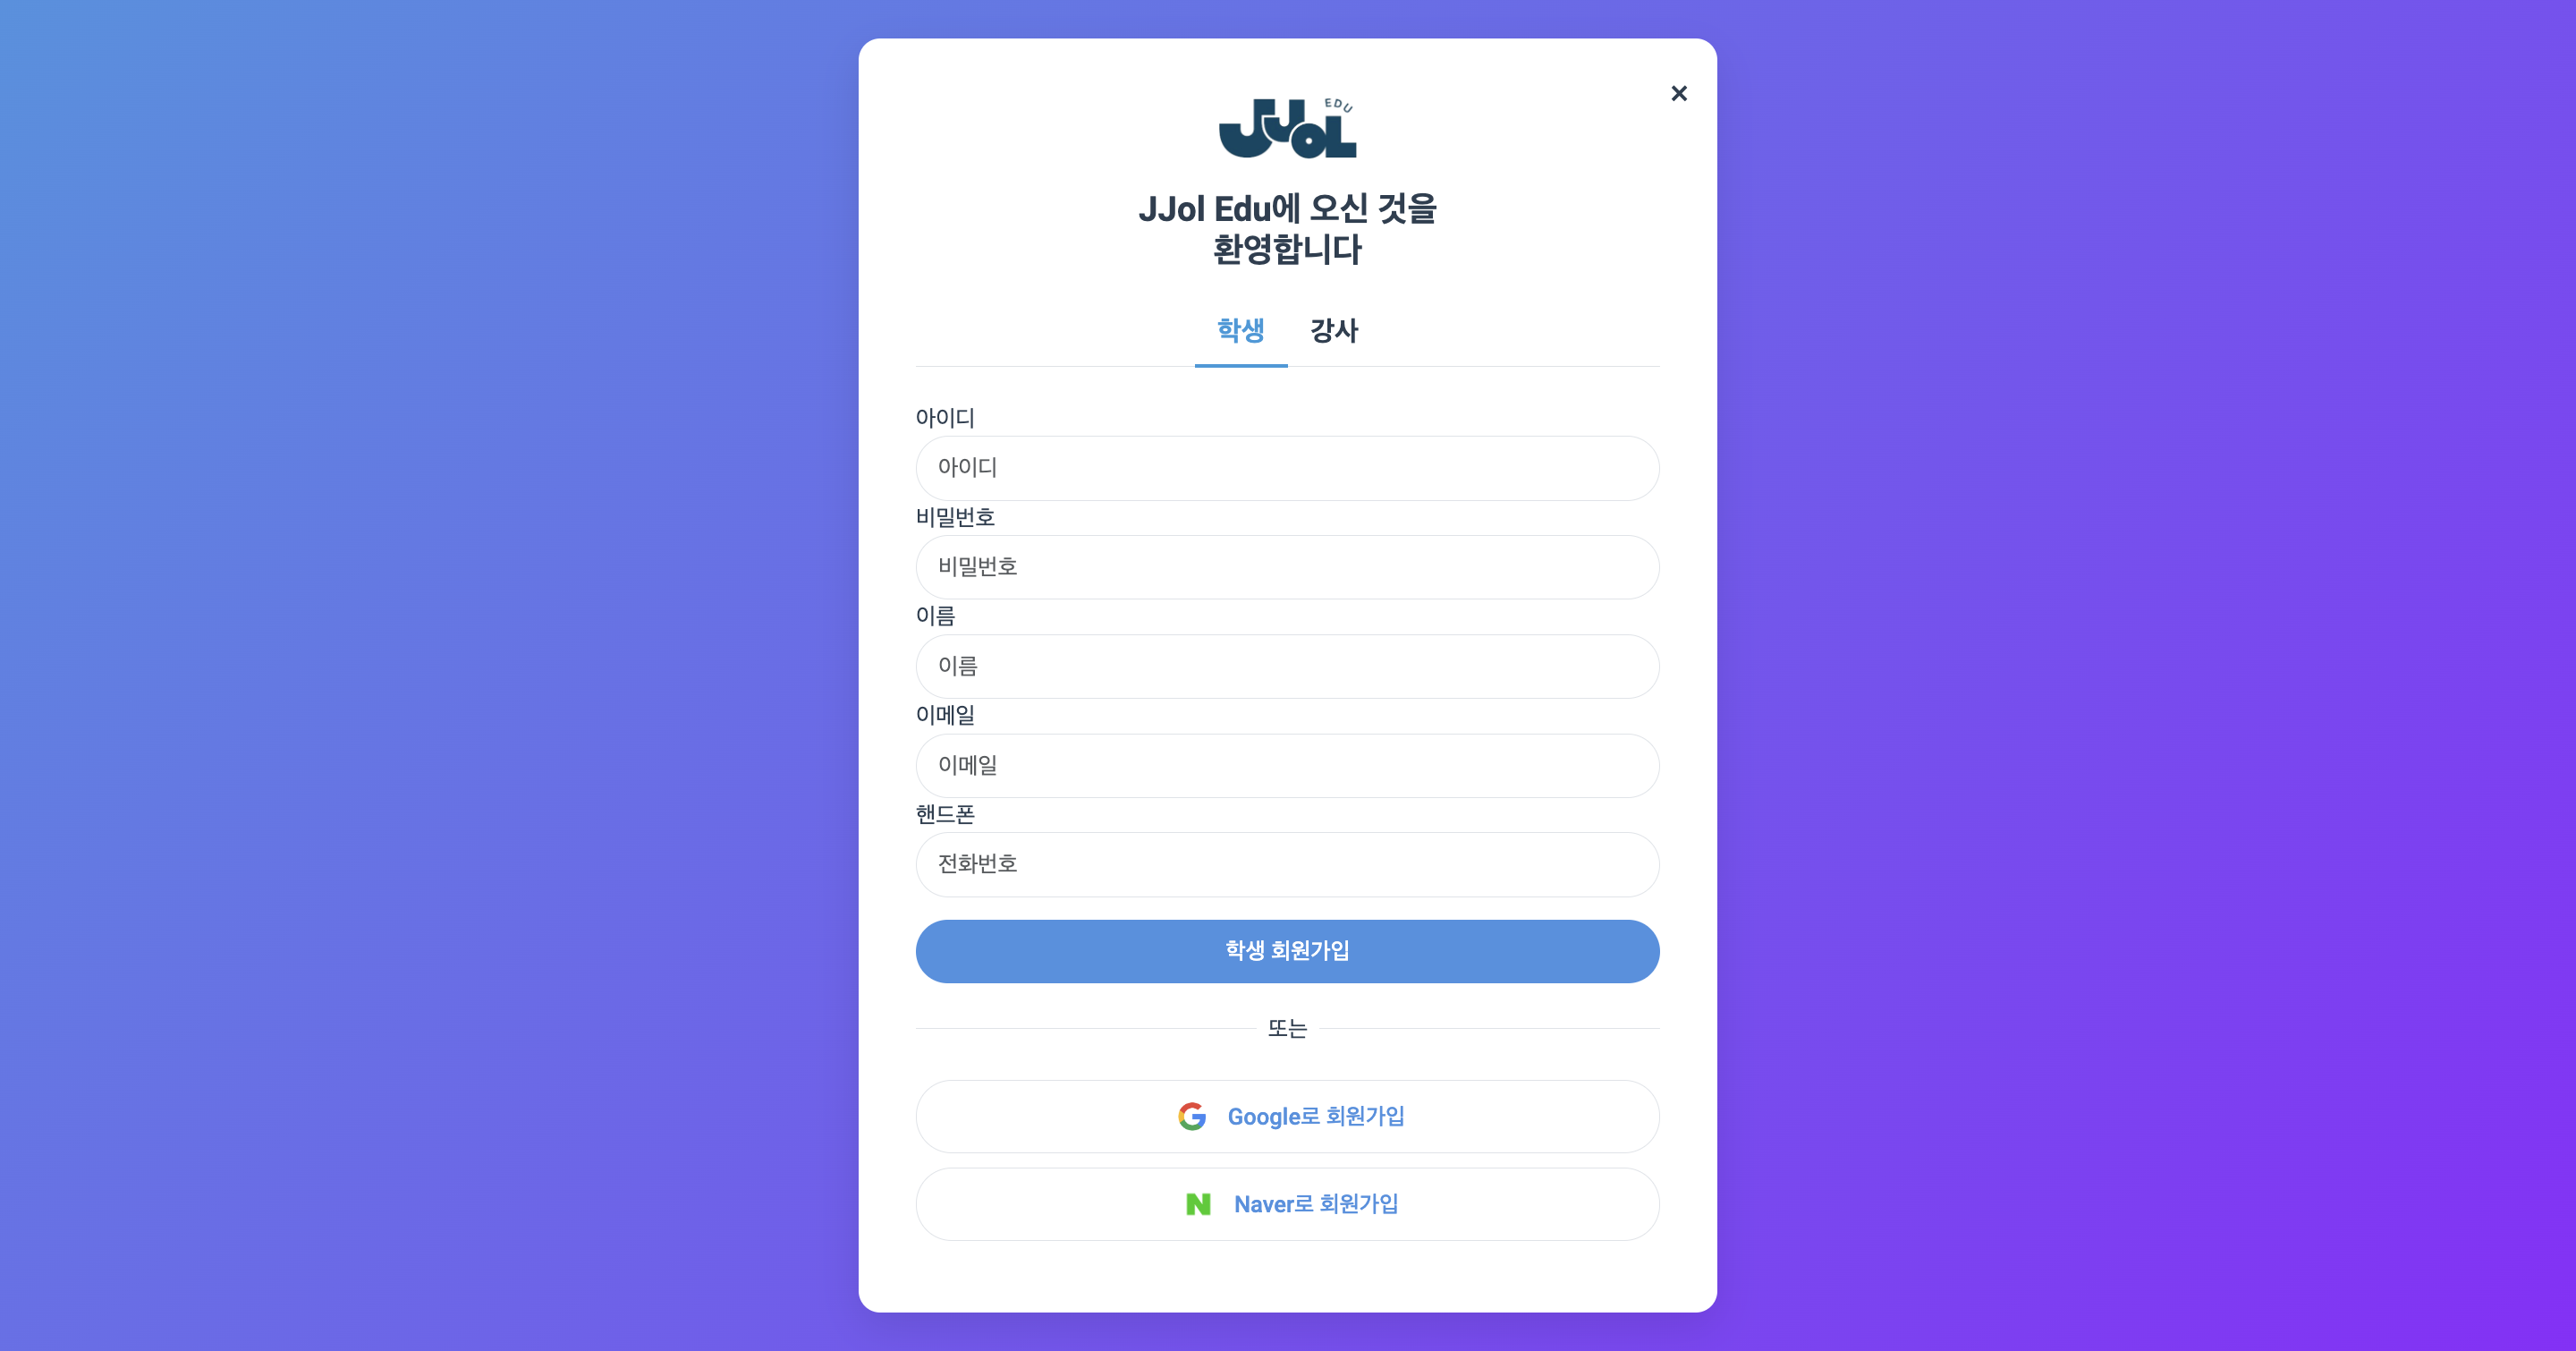 JJOL EDU
JJol Edu에 오신 것을
환영합니다
학생 강사
아이디
아이디
비밀번호
비밀번호
이름
이름
이메일
이메일
핸드폰
전화번호
학생 회원가입
또는
Google로 회원가입
N Naver로 회원가입